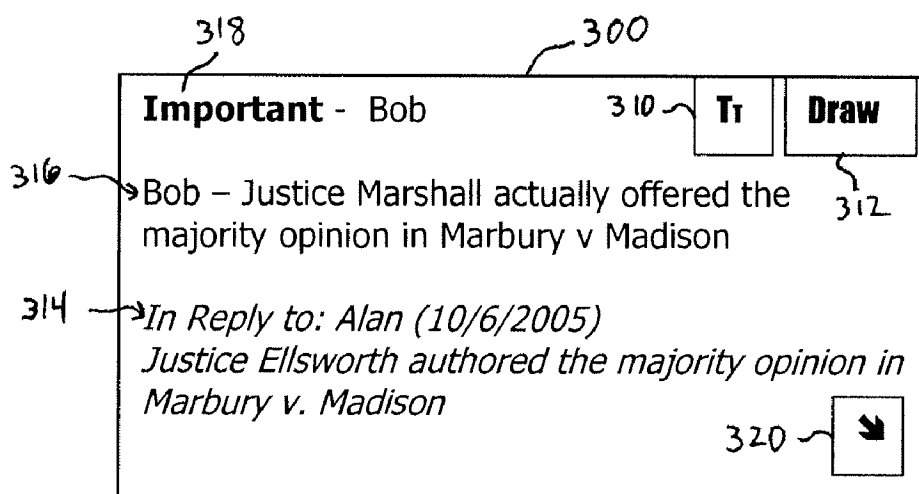 318
300
Important - Bob
310
TT
Draw
316
Bob – Justice Marshall actually offered the
312
majority opinion in Marbury v Madison
314
In Reply to: Alan (10/6/2005)
Justice Ellsworth authored the majority opinion in
Marbury v. Madison
320